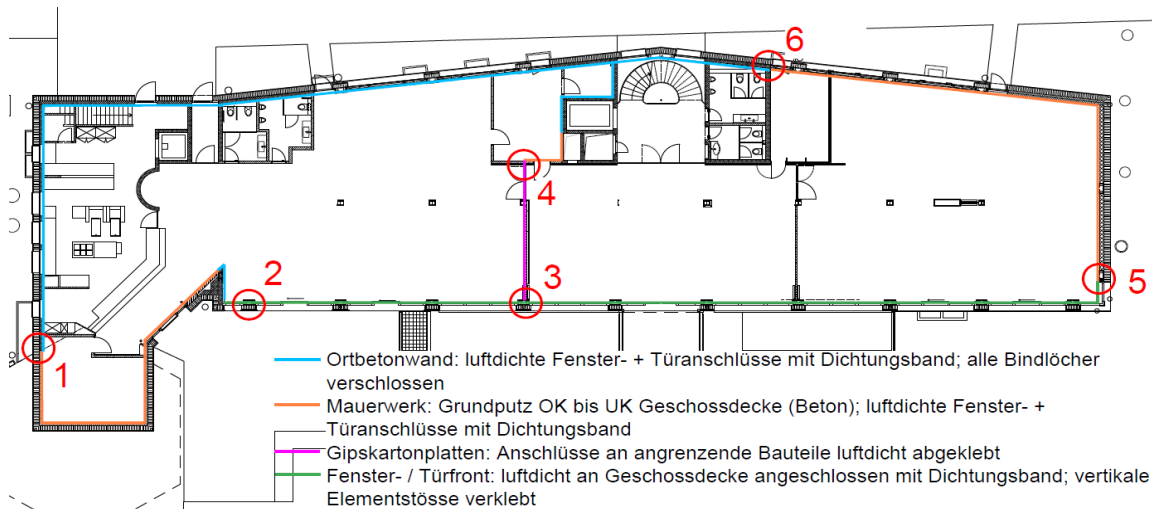 6
4
2
3
5
1
Ortbetonwand: luftdichte Fenster- + Türanschlüsse mit Dichtungsband; alle Bindlöcher
verschlossen
Mauerwerk: Grundputz OK bis UK Geschossdecke (Beton); luftdichte Fenster- +
Türanschlüsse mit Dichtungsband
Gipskartonplatten: Anschlüsse an angrenzende Bauteile luftdicht abgeklebt
Fenster- / Türfront: luftdicht an Geschossdecke angeschlossen mit Dichtungsband; vertikale
Elementstösse verklebt